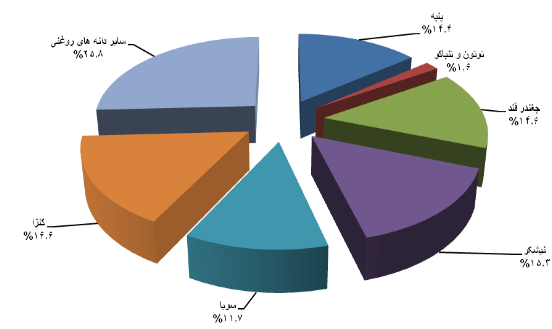 پنبه
%۱۴.۴
توتون و تنباکو
%۱.۶
چغندر قند
%۱۴.۶
نیشکر
%۱۵.۳
سویا
%۱۱.۷
کلزا
%۱۶.۶
سایر دانه های روغنی
%۲۵.۸